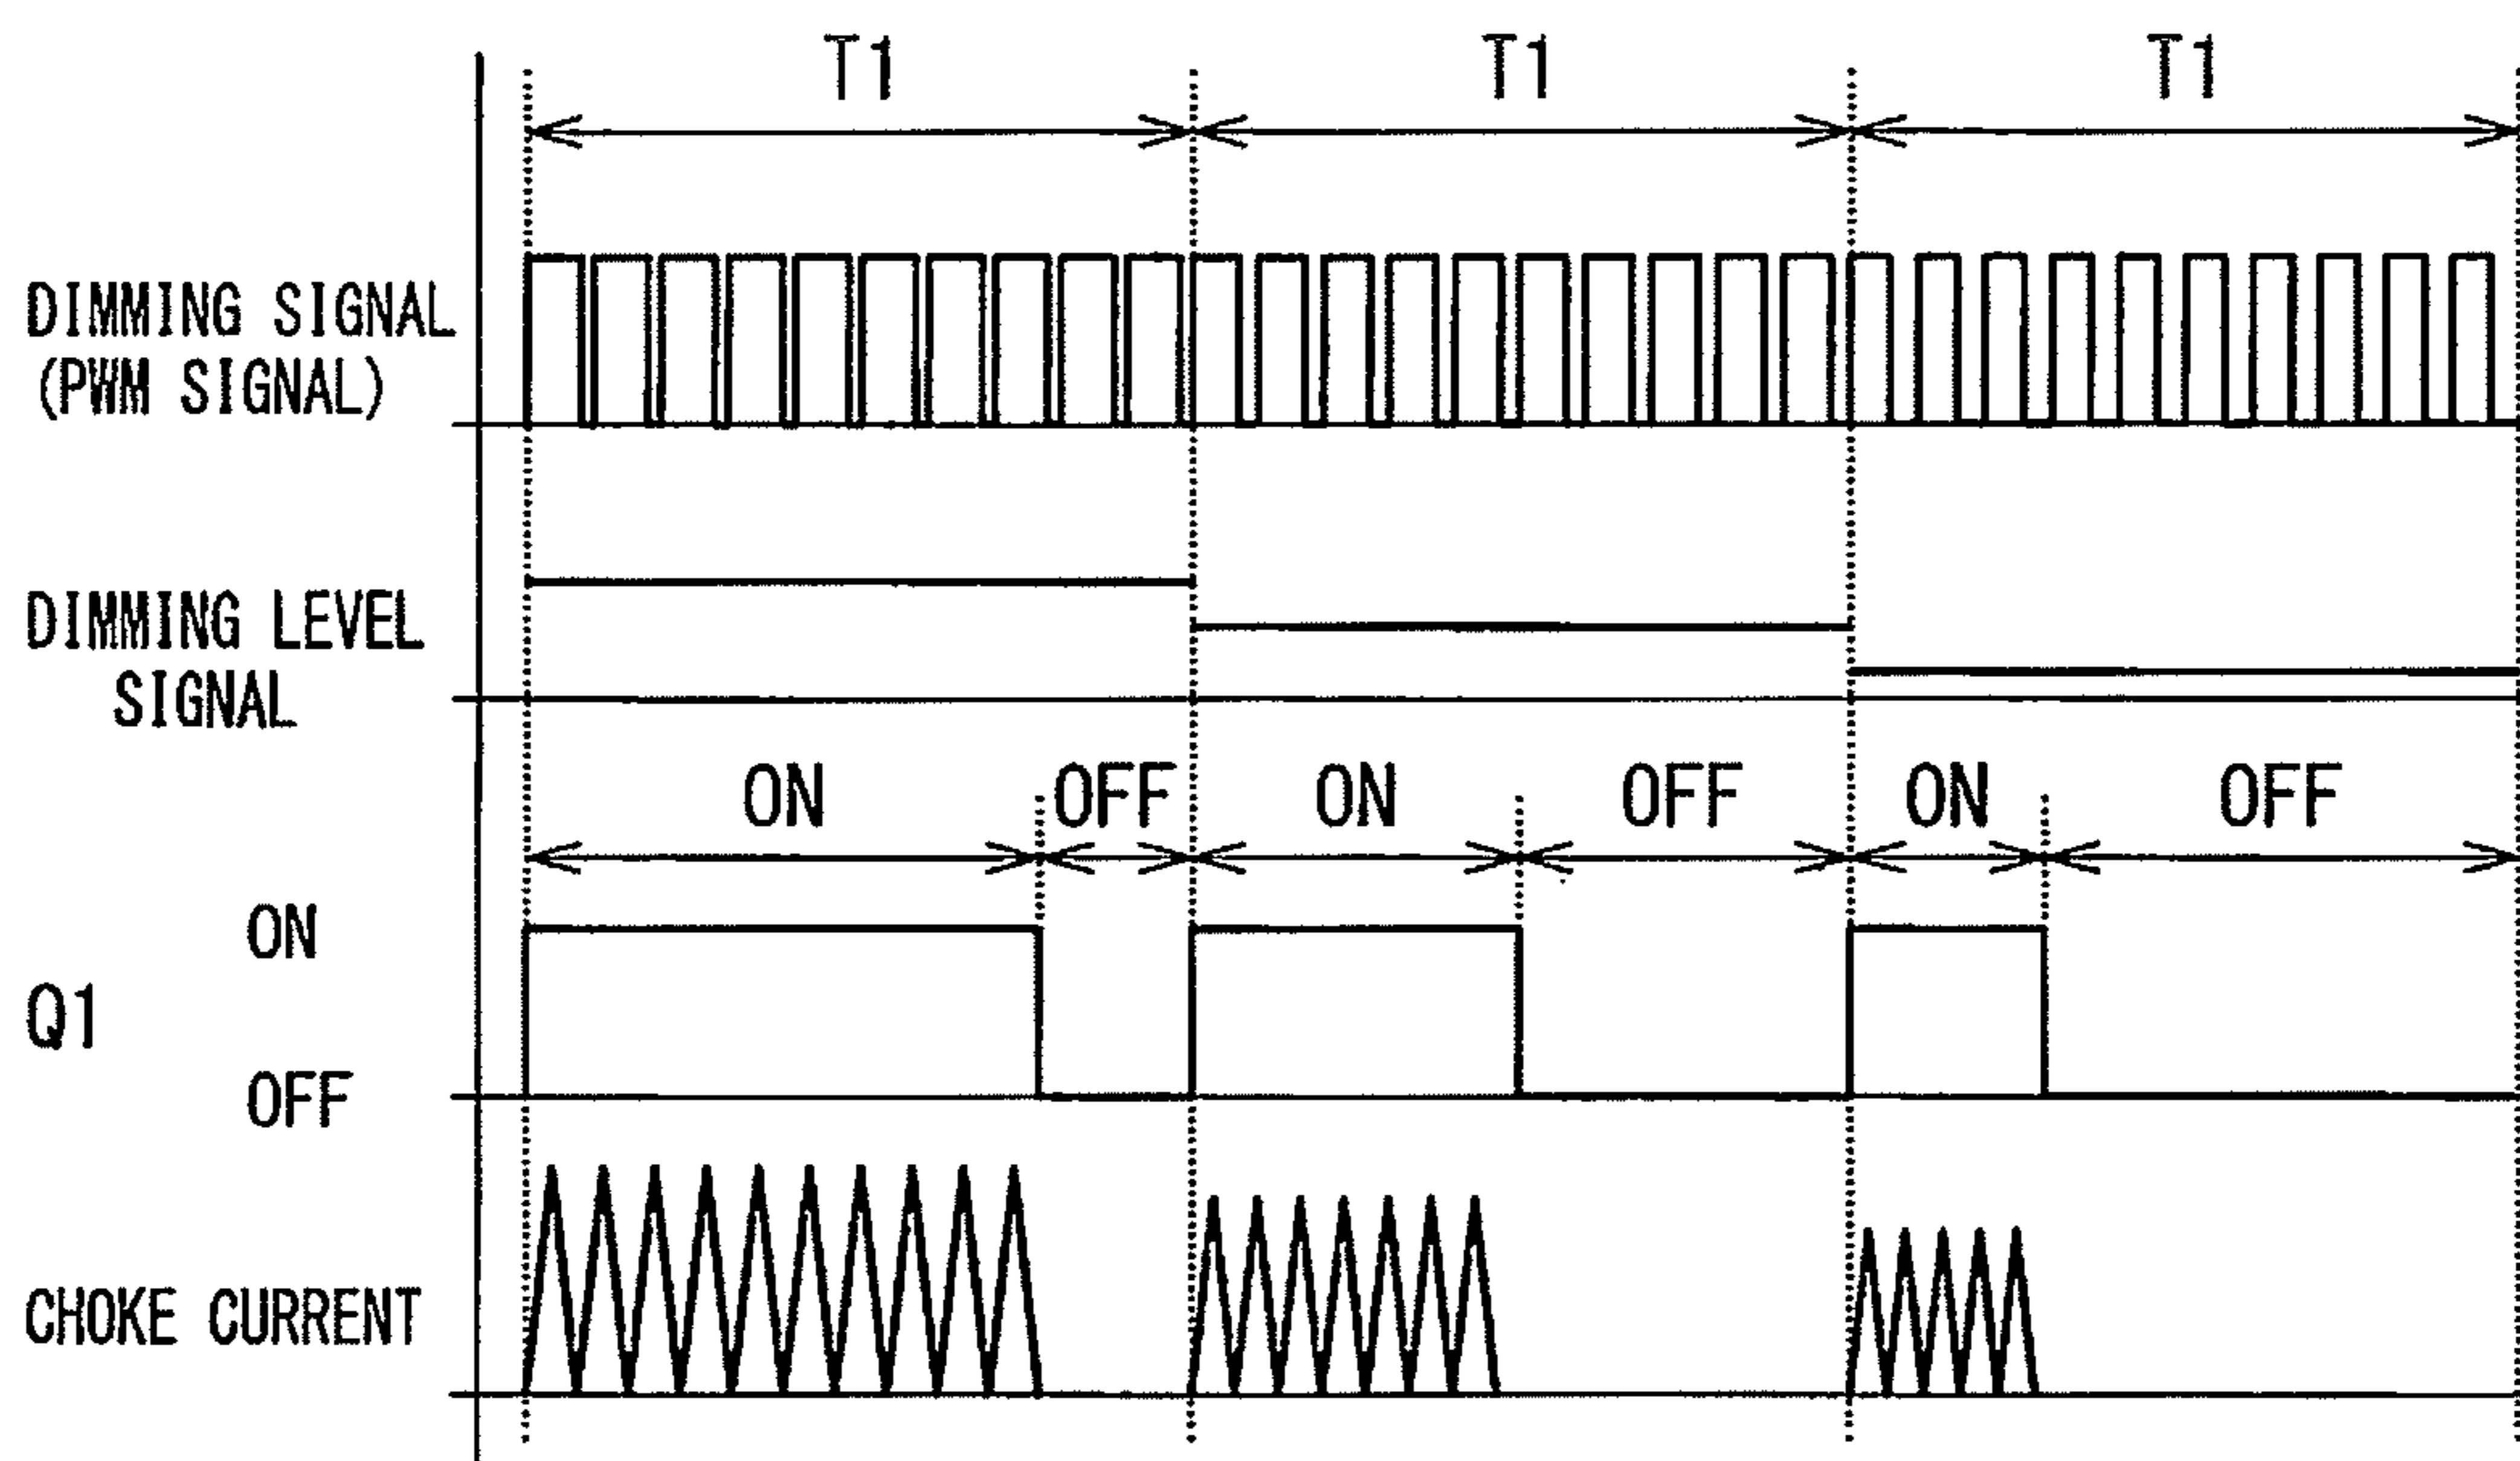 T1 T1 T1
DIMMING SIGNAL
(PWM SIGNAL)
DIMMING LEVEL
SIGNAL
ON OFF ON OFF ON OFF
ON
Q1
OFF
CHOKE CURRENT